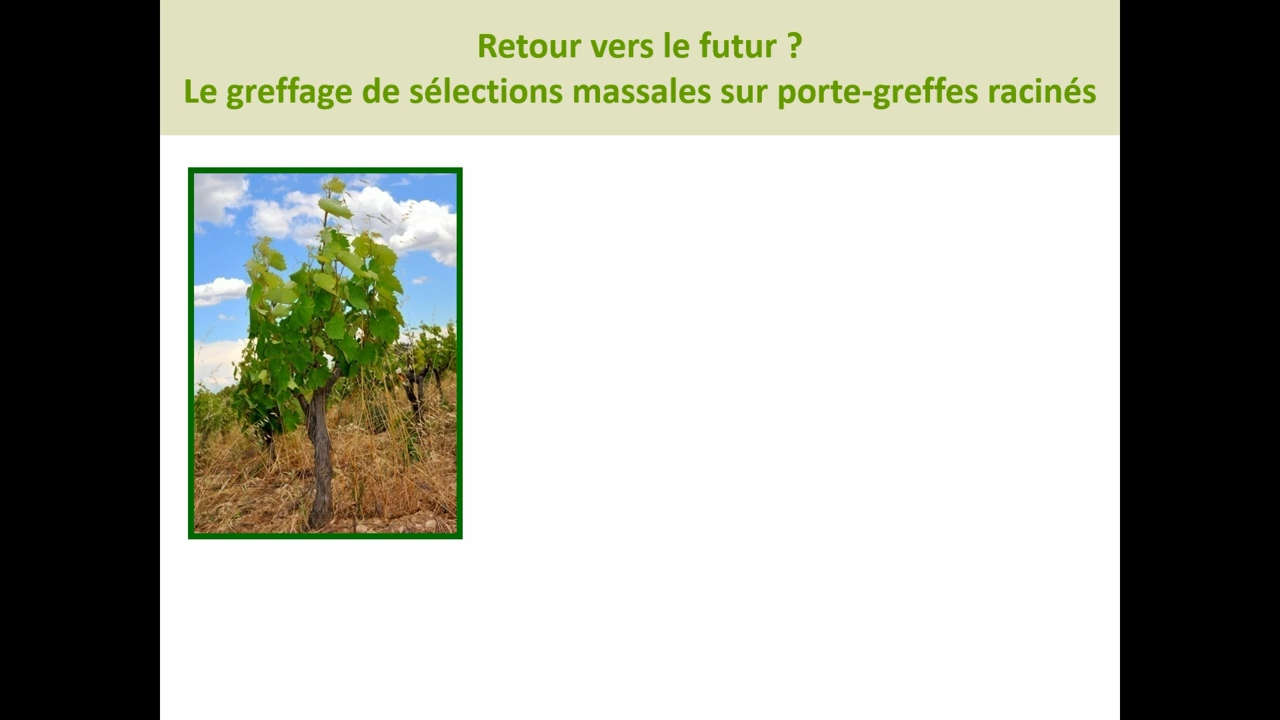 Retour vers le futur ?
Le greffage de sélections massales sur porte-greffes racinés